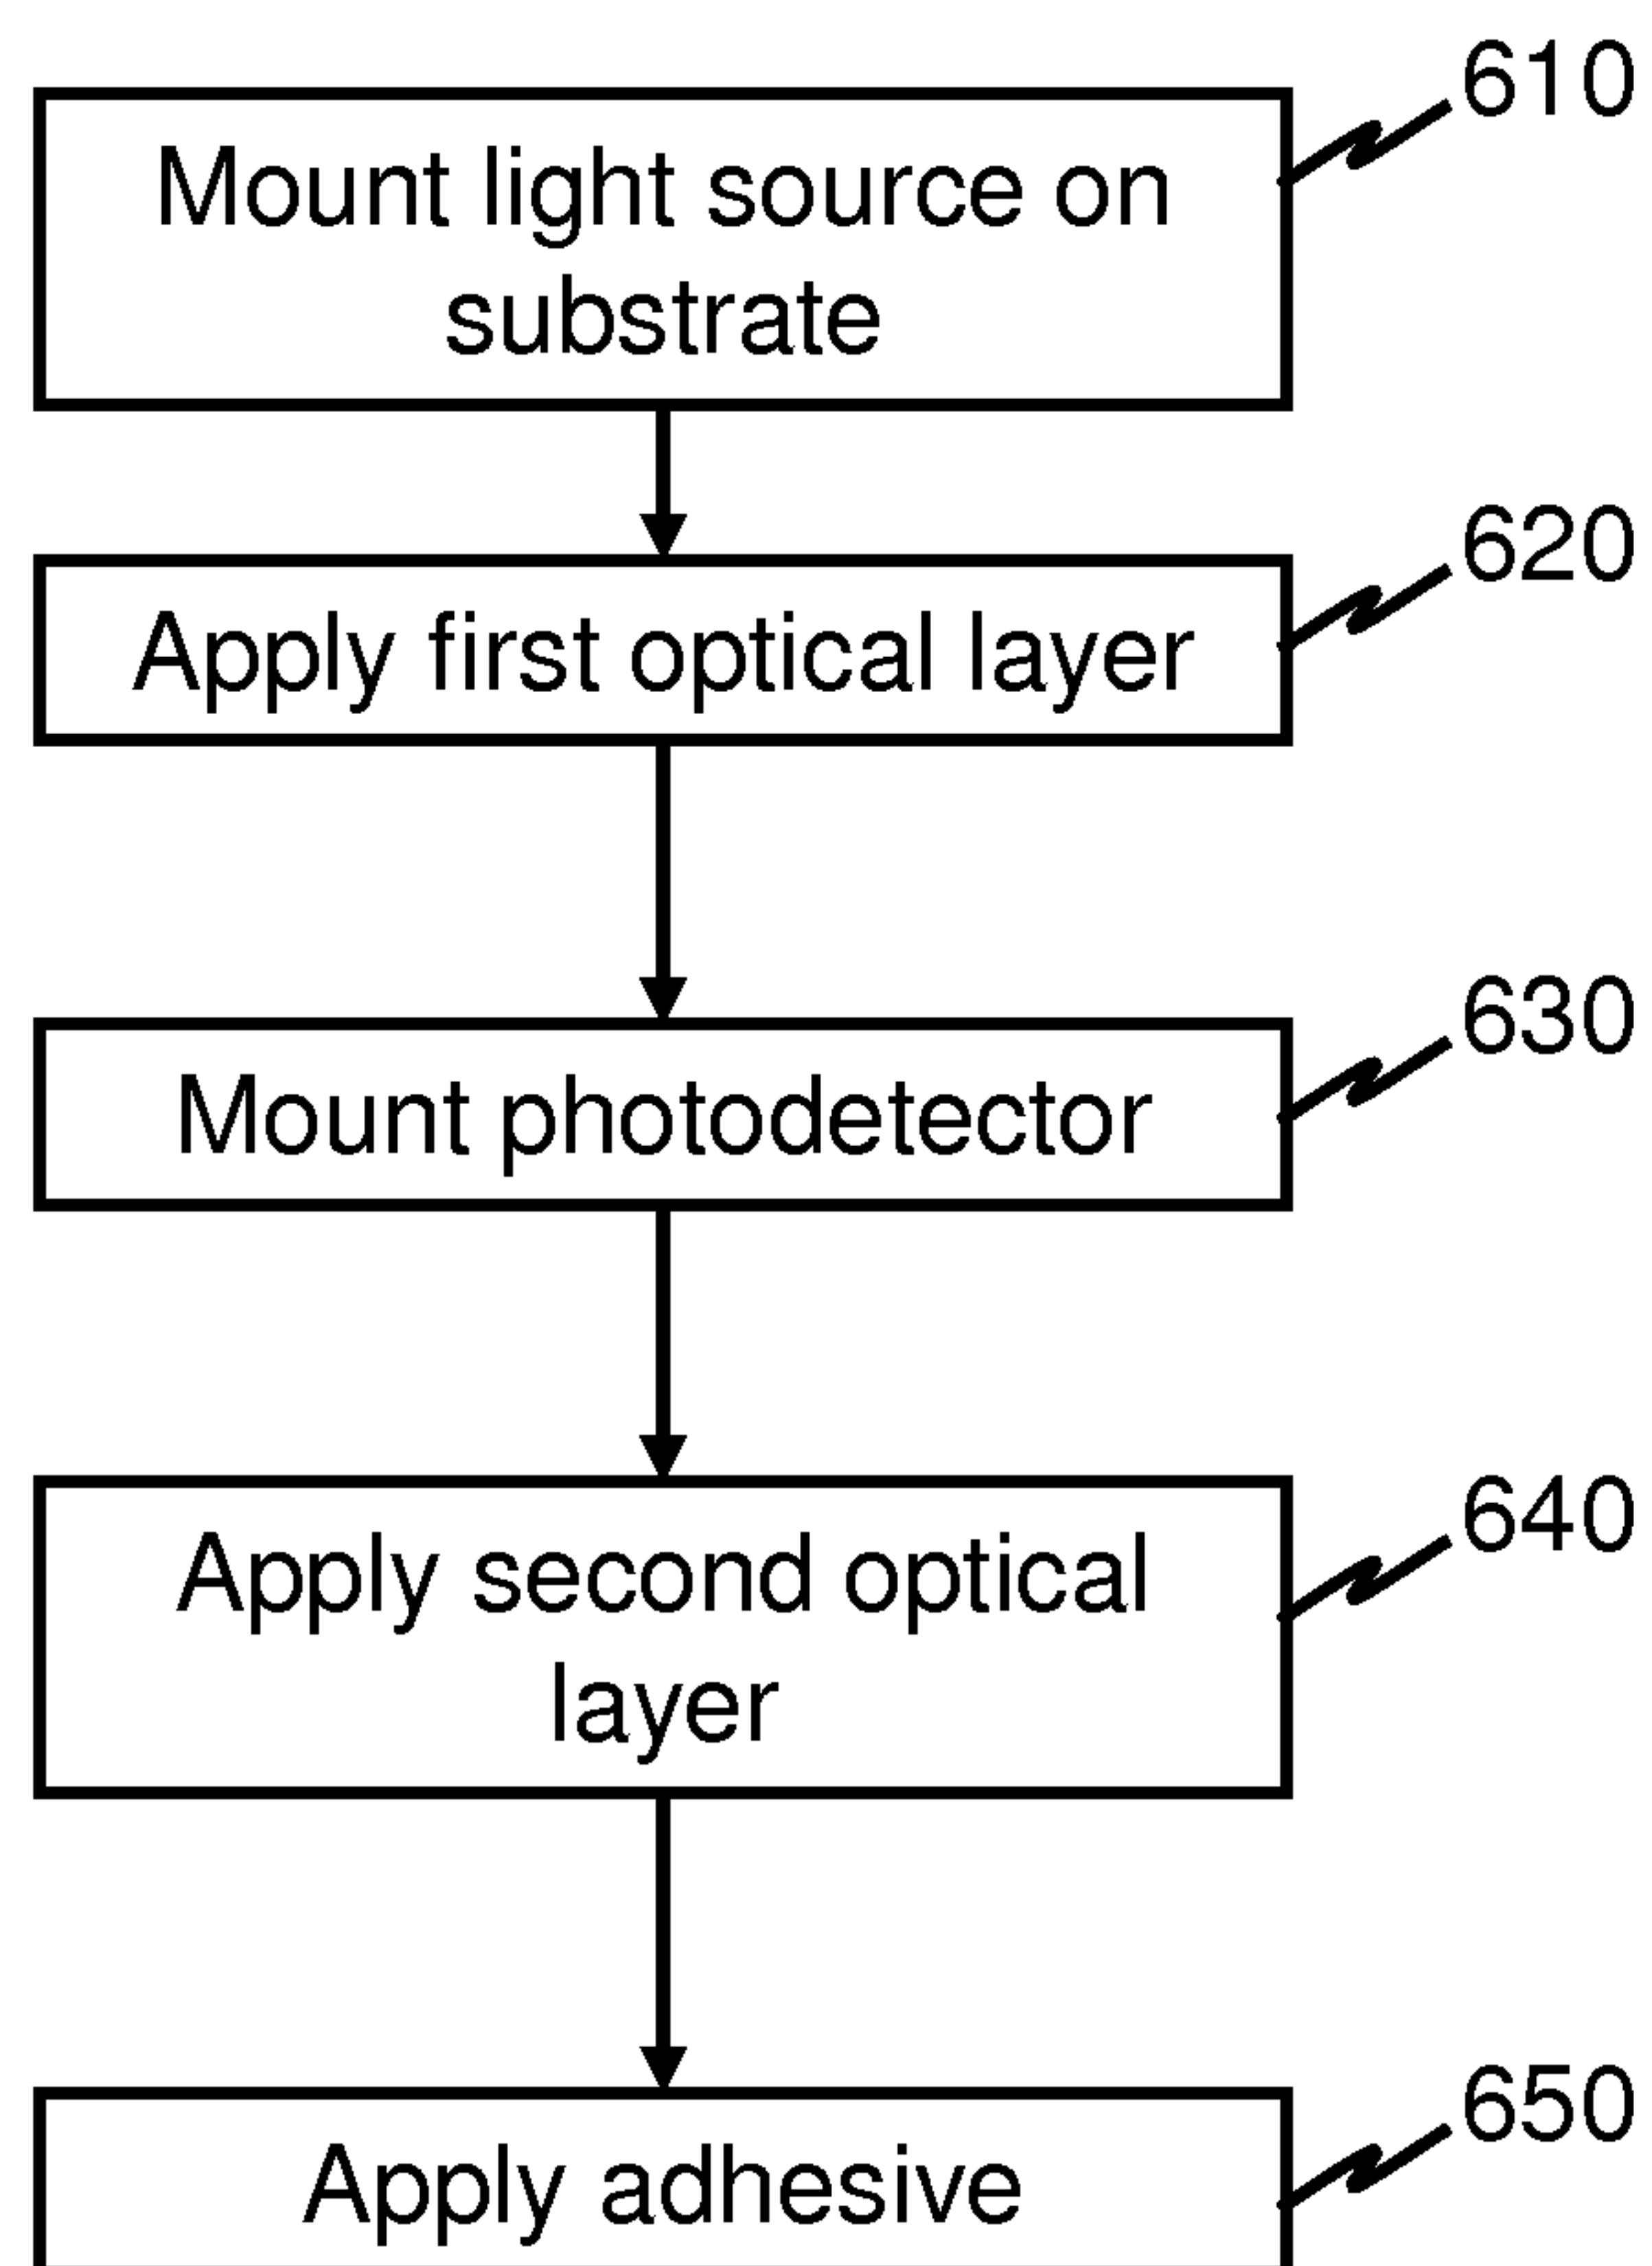 610
Mount light source on
substrate
620
Apply first optical layer
630
Mount photodetector
640
Apply second optical
layer
650
Apply adhesive